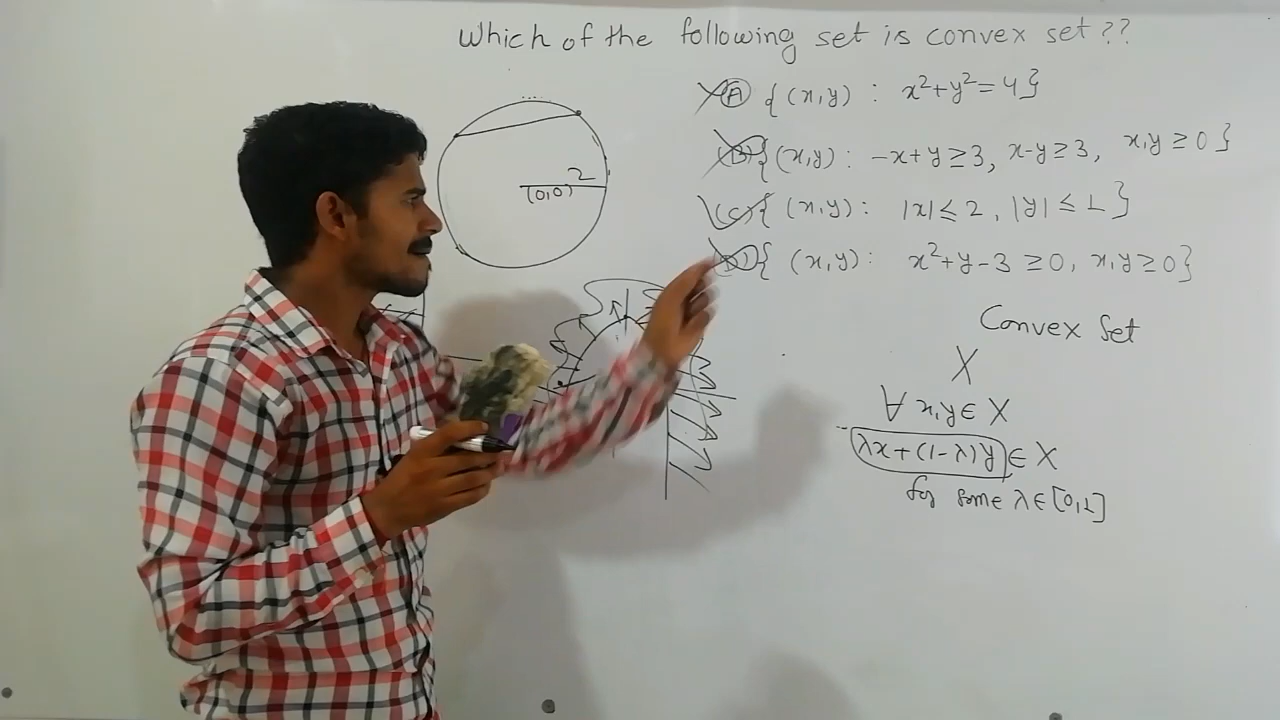 Which of the following set is convex set ??
(A) {(x,y) : x²+y²=4}
(B) {(x,y) : -x+y≥3, x-y≥3, x,y≥0}
(C) {(x,y) : |x|≤2, |y|≤1}
(D) {(x,y) : x²+y-3≥0, x,y≥0}
2
(0,0)
Convex Set
X
∀ x,y ∈ X
λx+(1-λ)y ∈ X
for some λ∈[0,1]